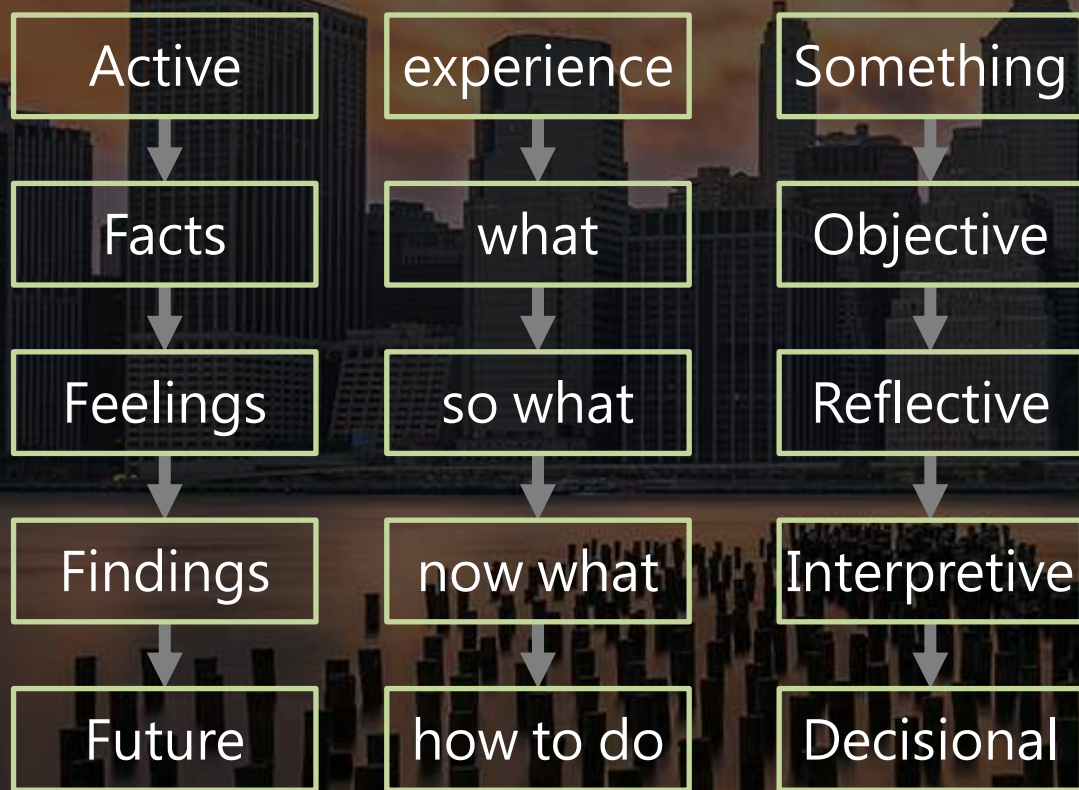 Active
Facts
Feelings
Findings
Future
experience
what
so what
now what
how to do
Something
Objective
Reflective
Interpretive
Decisional